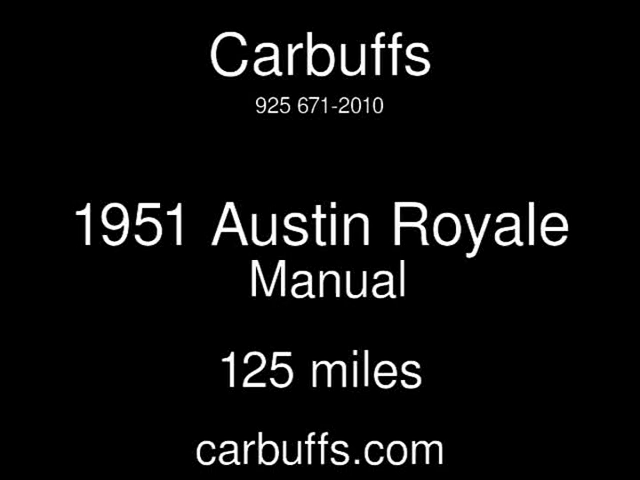 Carbuffs
925 671-2010
1951 Austin Royale
Manual
125 miles
carbuffs.com